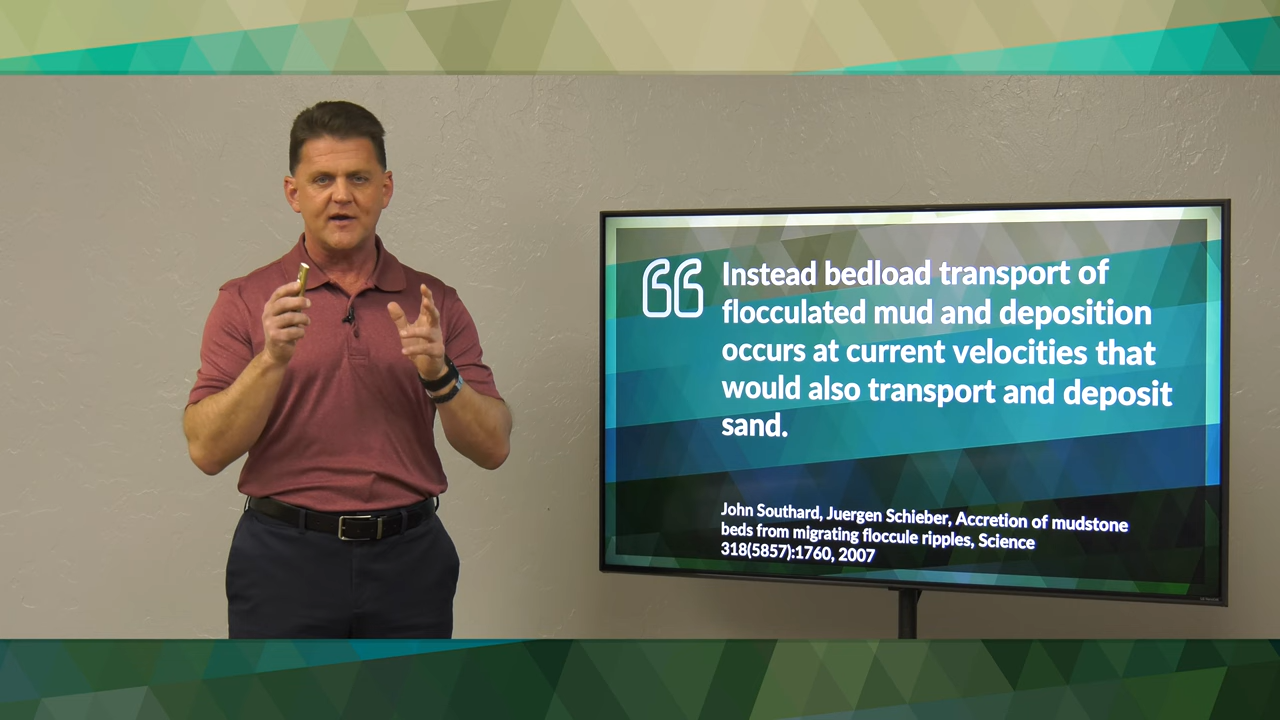 Instead bedload transport of
flocculated mud and deposition
occurs at current velocities that
would also transport and deposit
sand.
John Southard, Juergen Schieber, Accretion of mudstone
beds from migrating floccule ripples, Science
318(5857):1760, 2007